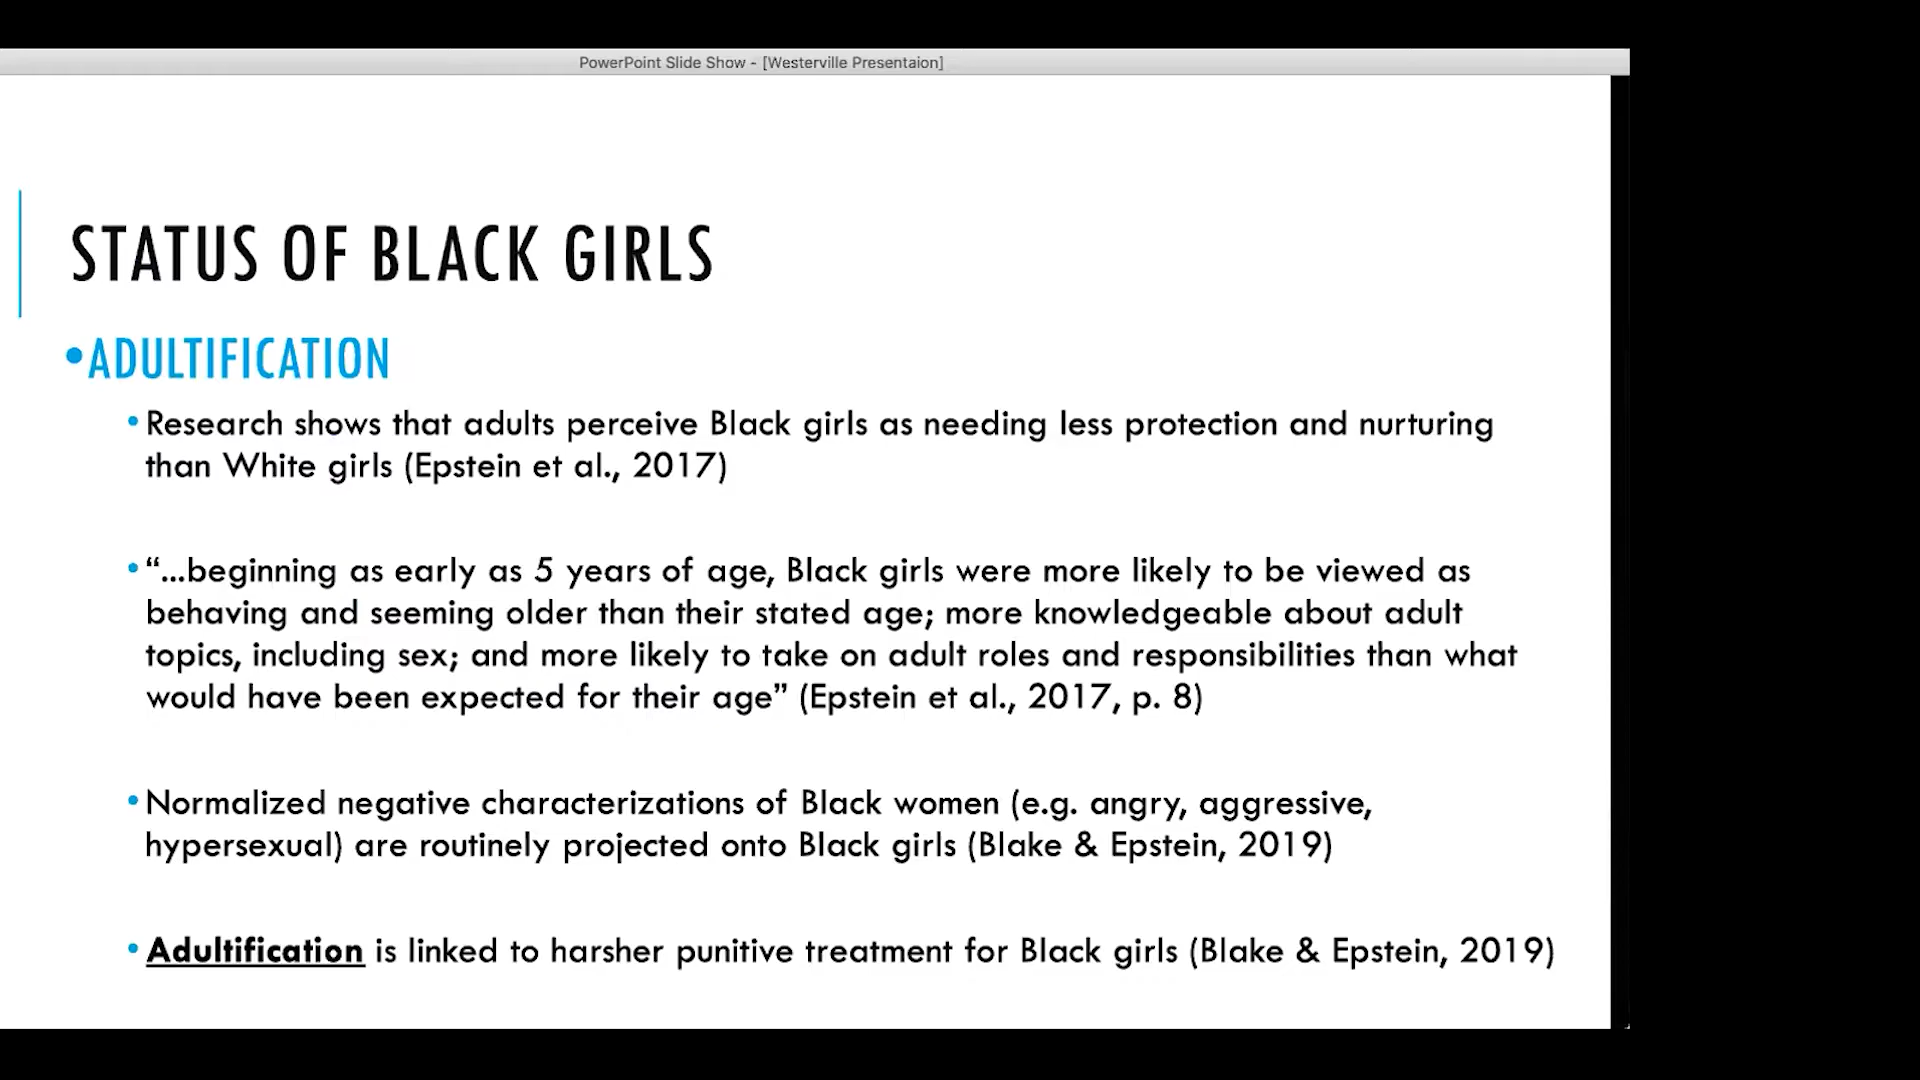 PowerPoint Slide Show - [Westerville Presentaion]
STATUS OF BLACK GIRLS
•ADULTIFICATION
•Research shows that adults perceive Black girls as needing less protection and nurturing
than White girls (Epstein et al., 2017)
•“...beginning as early as 5 years of age, Black girls were more likely to be viewed as
behaving and seeming older than their stated age; more knowledgeable about adult
topics, including sex; and more likely to take on adult roles and responsibilities than what
would have been expected for their age” (Epstein et al., 2017, p. 8)
•Normalized negative characterizations of Black women (e.g. angry, aggressive,
hypersexual) are routinely projected onto Black girls (Blake & Epstein, 2019)
•Adultification is linked to harsher punitive treatment for Black girls (Blake & Epstein, 2019)